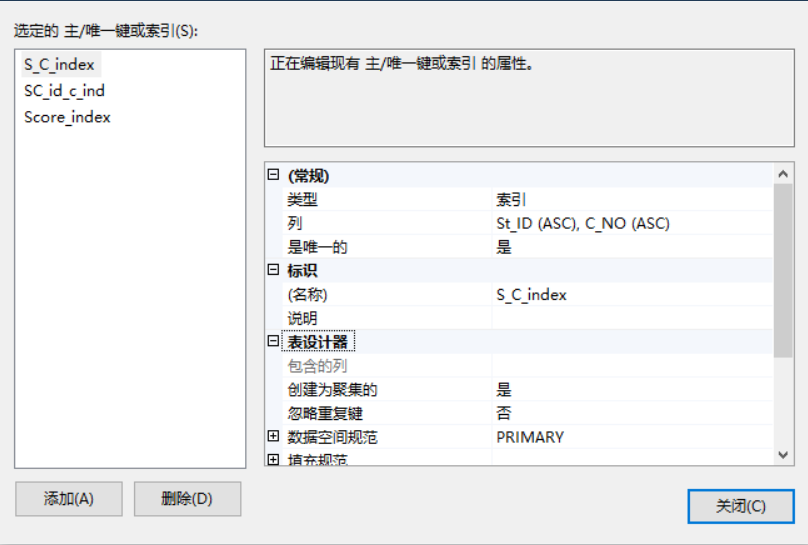 选定的 主/唯一键或索引(S):
S_C_index
SC_id_c_ind
Score_index
正在编辑现有 主/唯一键或索引 的属性。
(常规)
类型 索引
列 St_ID (ASC), C_NO (ASC)
是唯一的 是
标识
(名称) S_C_index
说明
表设计器
包含的列
创建为聚集的 是
忽略重复键 否
数据空间规范 PRIMARY
填充规范
添加(A) 删除(D)
关闭(C)